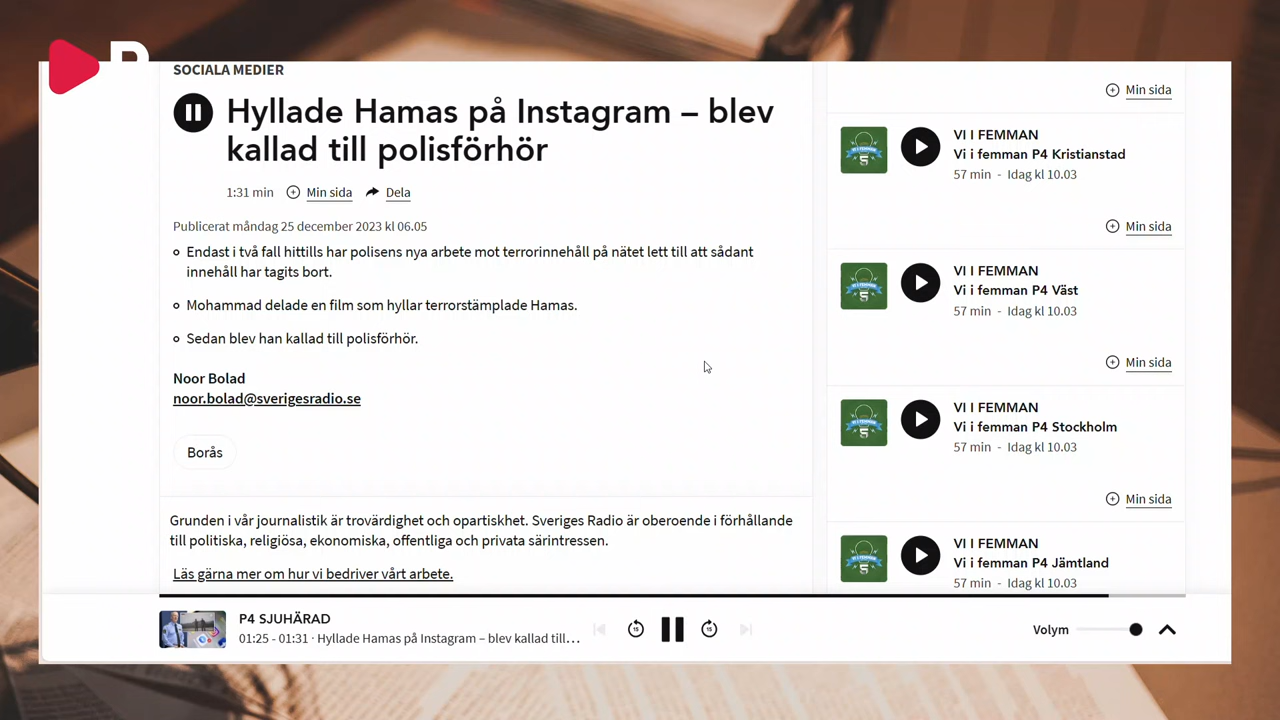 SOCIALA MEDIER
Hyllade Hamas på Instagram – blev
kallad till polisförhör
1:31 min Min sida Dela
Publicerat måndag 25 december 2023 kl 06.05
Endast i två fall hittills har polisens nya arbete mot terrorinnehåll på nätet lett till att sådant
innehåll har tagits bort.
Mohammad delade en film som hyllar terrorstämplade Hamas.
Sedan blev han kallad till polisförhör.
Noor Bolad
noor.bolad@sverigesradio.se
Borås
Grunden i vår journalistik är trovärdighet och opartiskhet. Sveriges Radio är oberoende i förhållande
till politiska, religiösa, ekonomiska, offentliga och privata särintressen.
Läs gärna mer om hur vi bedriver vårt arbete.
Min sida
VI I FEMMAN
Vi i femman P4 Kristianstad
57 min - Idag kl 10.03
Min sida
VI I FEMMAN
Vi i femman P4 Väst
57 min - Idag kl 10.03
Min sida
VI I FEMMAN
Vi i femman P4 Stockholm
57 min - Idag kl 10.03
Min sida
VI I FEMMAN
Vi i femman P4 Jämtland
57 min - Idag kl 10.03
P4 SJUHÄRAD
01:25 - 01:31 · Hyllade Hamas på Instagram – blev kallad till...
15 15
Volym